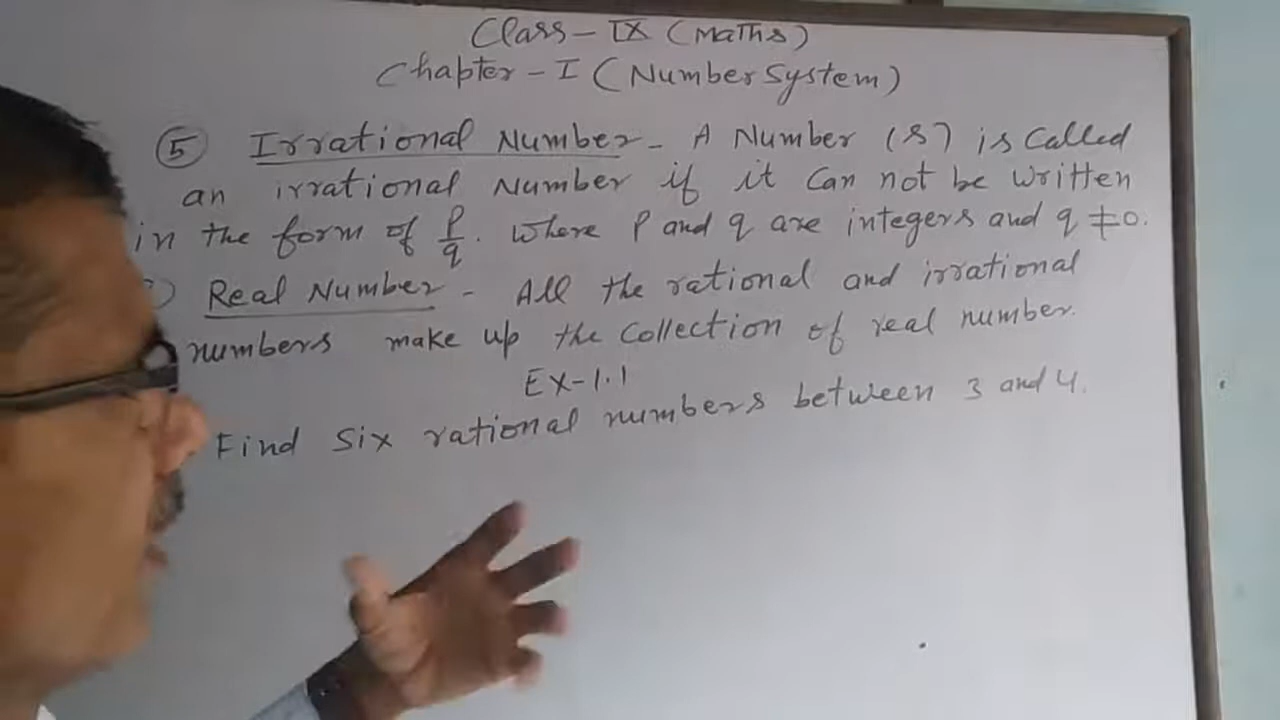 Class-IX (Maths)
Chapter-I (Number System)
⑤ Irrational Number - A Number (s) is called
an irrational Number if it can not be written
in the form of p/q. where p and q are integers and q ≠ 0.
) Real Number - All the rational and irrational
numbers make up the collection of real number.
EX-1.1
Find six rational numbers between 3 and 4.